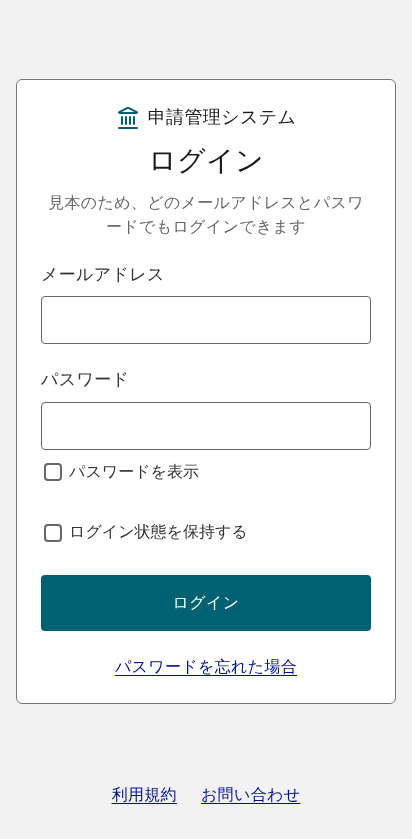 申請管理システム
ログイン
見本のため、どのメールアドレスとパスワ
ードでもログインできます
メールアドレス
パスワード
パスワードを表示
ログイン状態を保持する
ログイン
パスワードを忘れた場合
利用規約 お問い合わせ